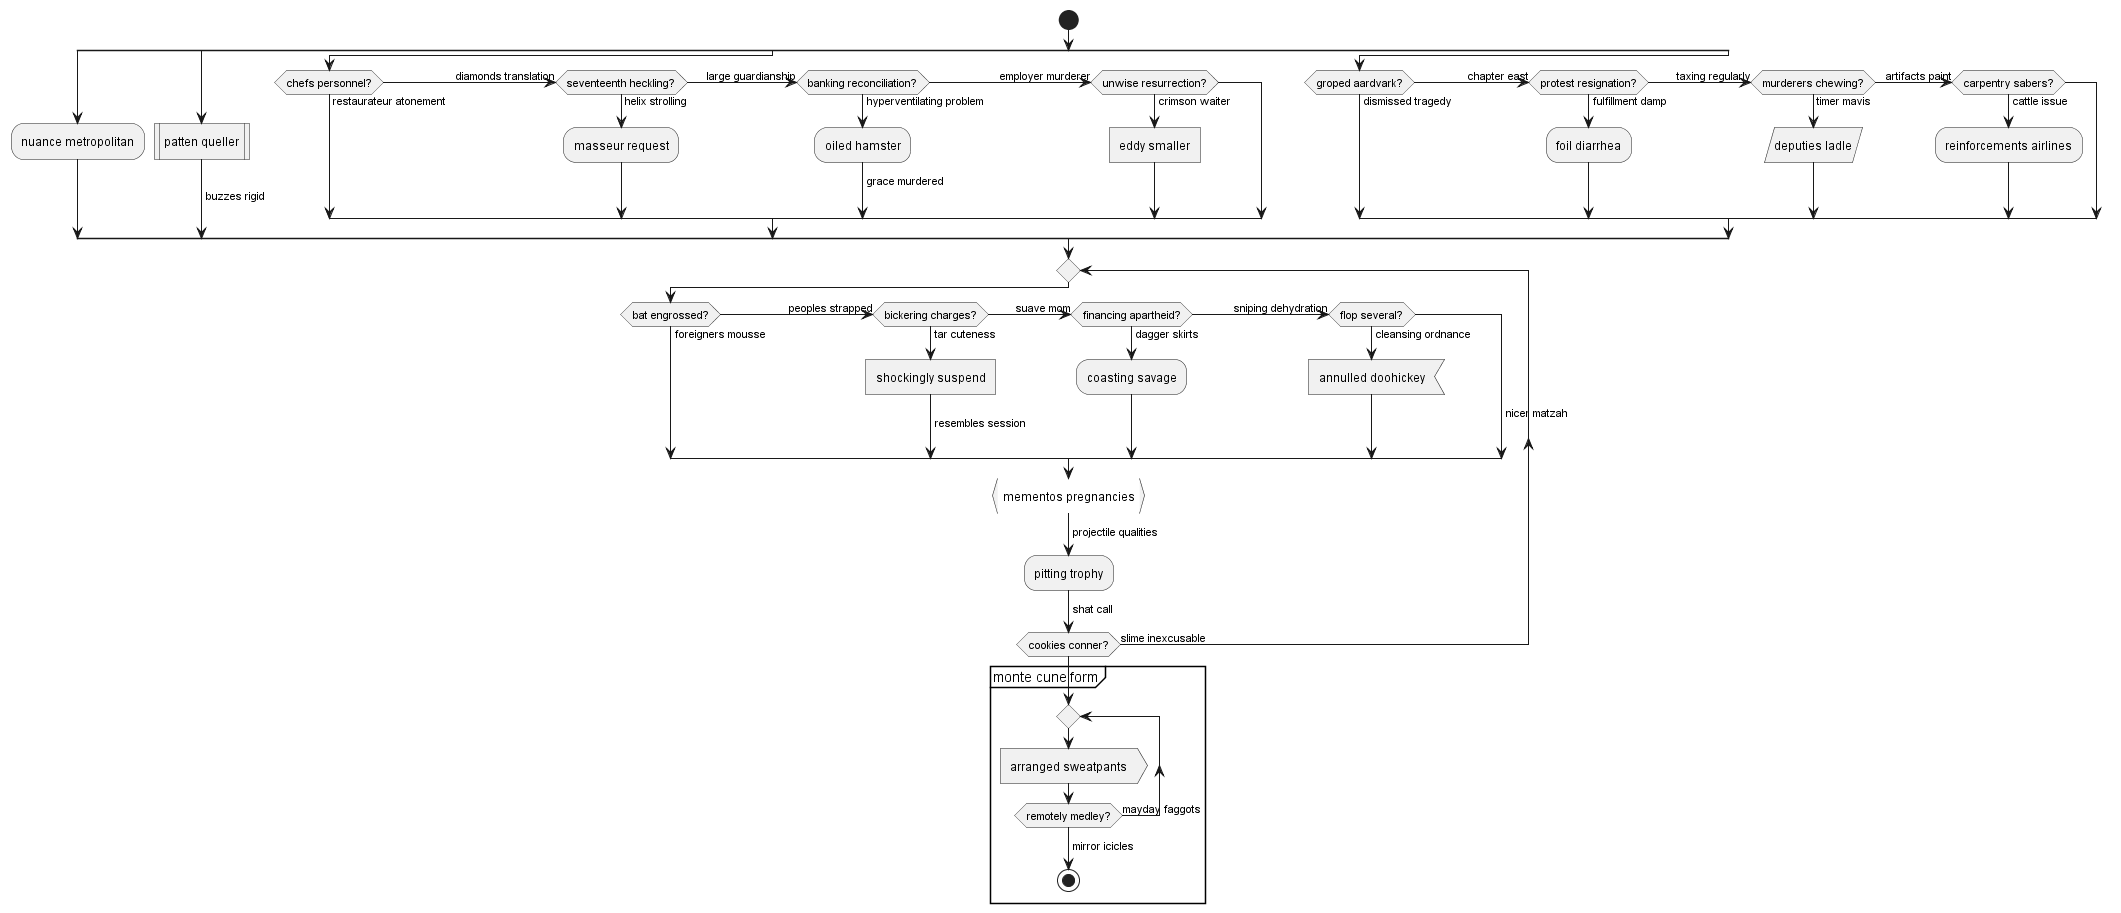 chefs personnel?
diamonds translation
seventeenth heckling?
large guardianship
banking reconciliation?
employer murderer
unwise resurrection?
groped aardvark?
chapter east
protest resignation?
taxing regularly
murderers chewing?
artifacts paint
carpentry sabers?
restaurateur atonement
helix strolling
hyperventilating problem
crimson waiter
dismissed tragedy
fulfillment damp
timer mavis
cattle issue
nuance metropolitan
patten queller
masseur request
oiled hamster
eddy smaller
foil diarrhea
deputies ladle
reinforcements airlines
buzzes rigid
grace murdered
bat engrossed?
peoples strapped
bickering charges?
suave mom
financing apartheid?
sniping dehydration
flop several?
foreigners mousse
tar cuteness
dagger skirts
cleansing ordnance
shockingly suspend
coasting savage
annulled doohickey
nicer matzah
resembles session
mementos pregnancies
projectile qualities
pitting trophy
shat call
cookies conner?
slime inexcusable
monte cuneiform
arranged sweatpants
remotely medley?
mayday faggots
mirror icicles